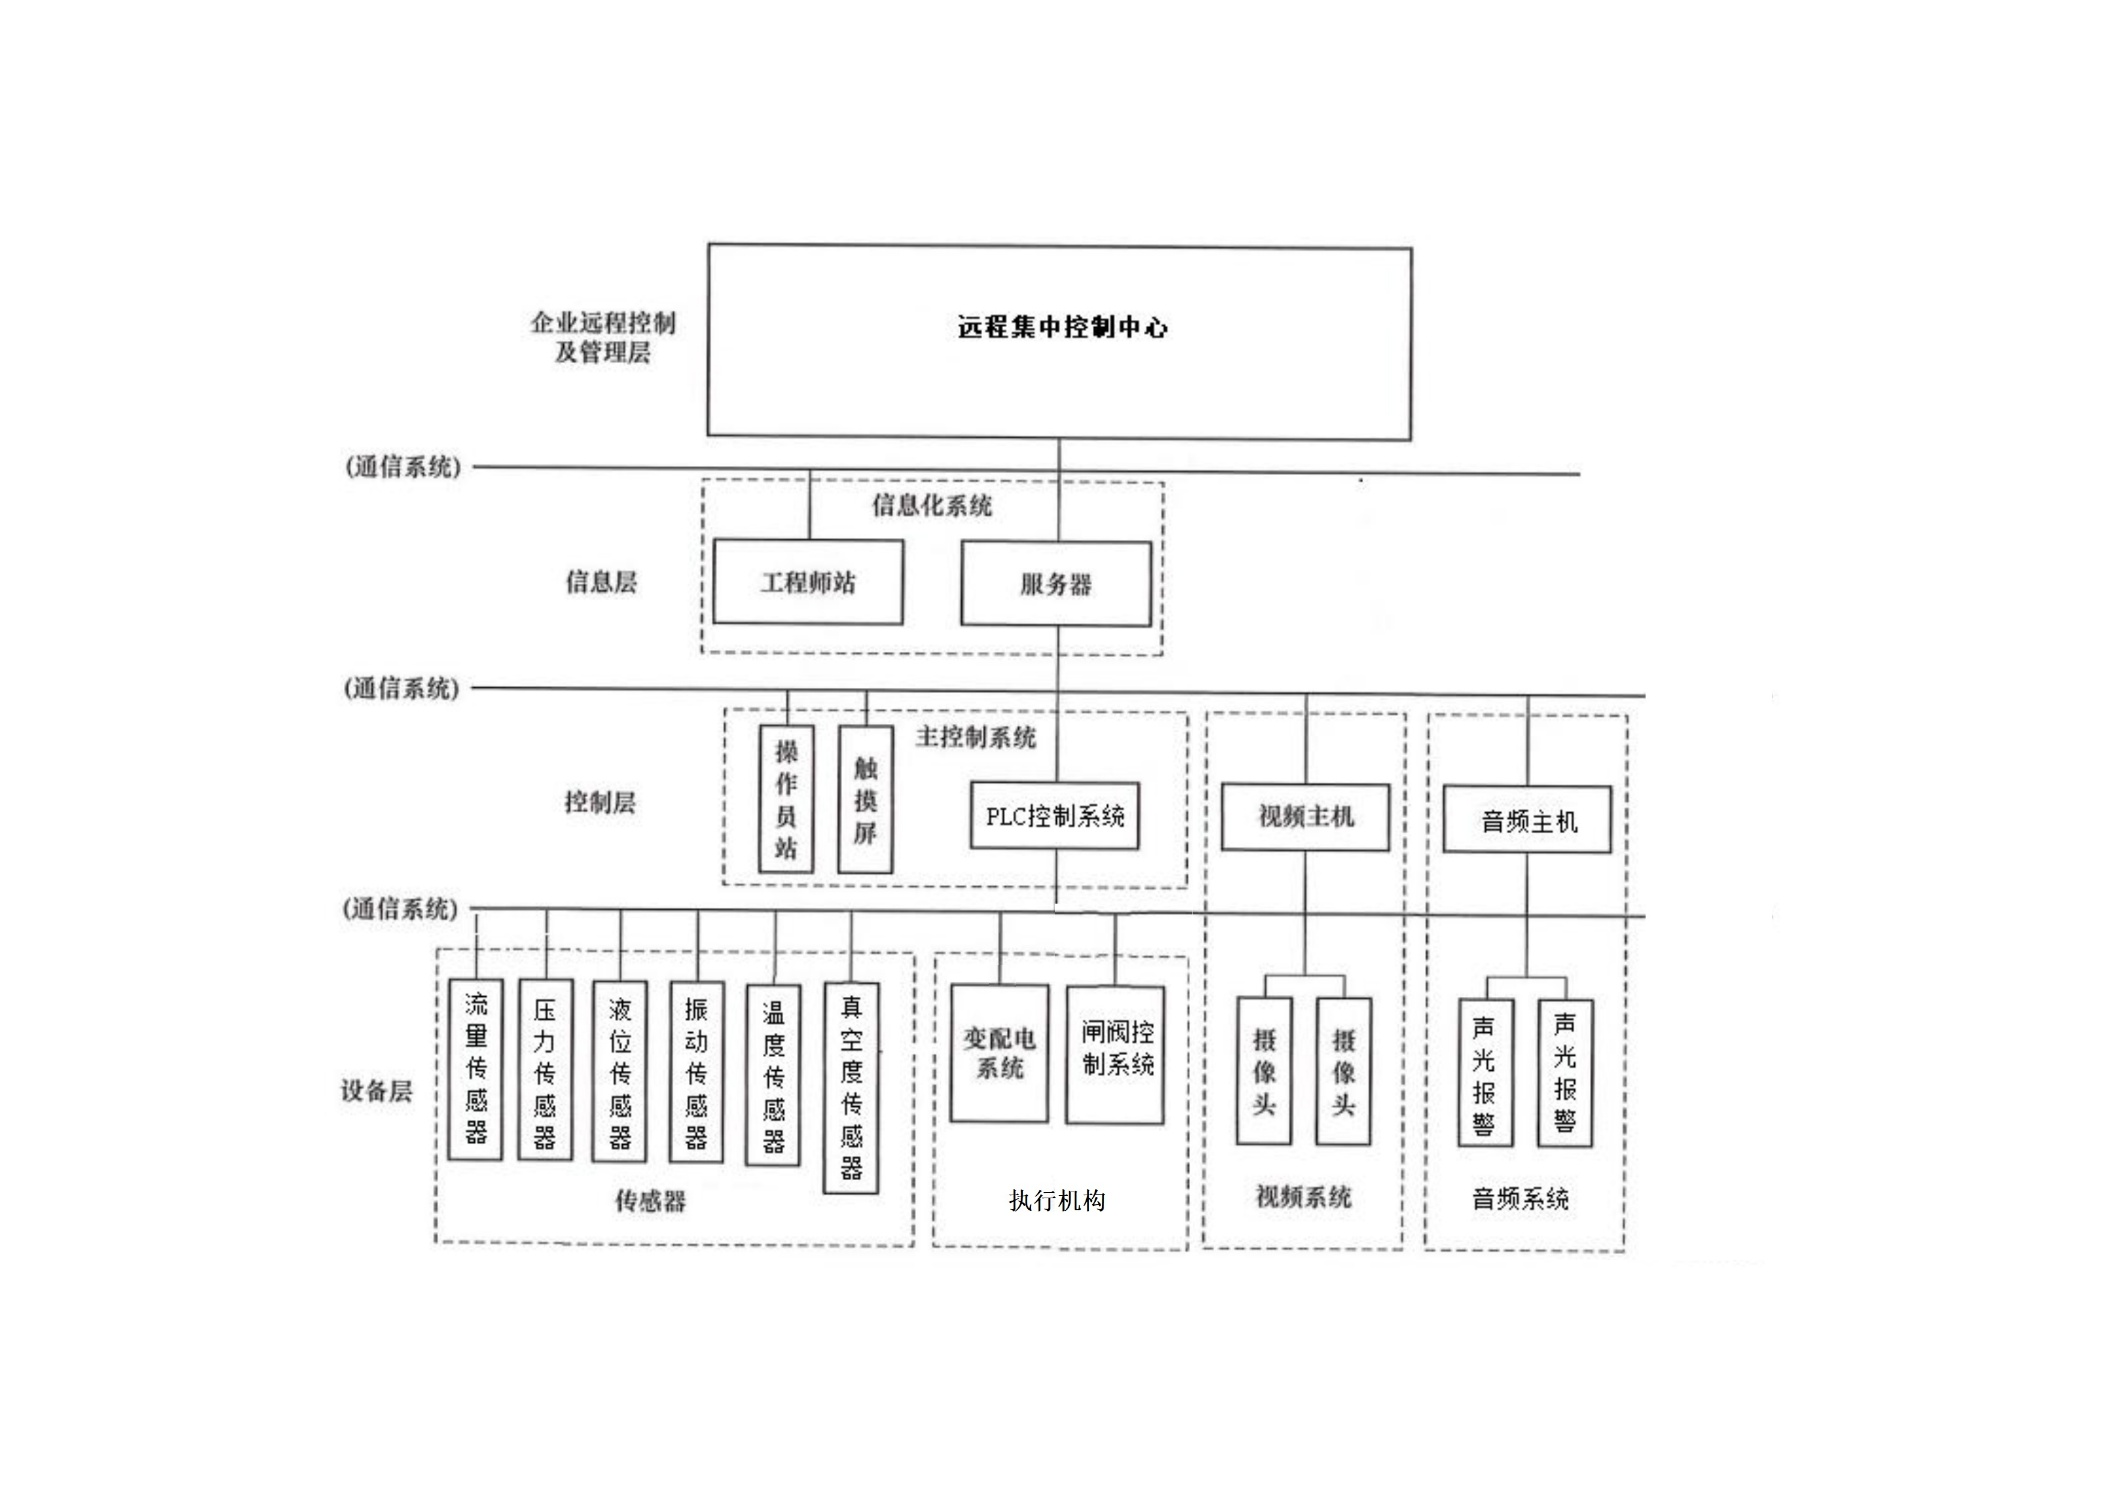 远程集中控制中心
企业远程控制
及管理层
(通信系统)
信息化系统
工程师站
服务器
信息层
(通信系统)
主控制系统
操作员站
触摸屏
PLC控制系统
视频主机
音频主机
控制层
(通信系统)
流量传感器
压力传感器
液位传感器
振动传感器
温度传感器
真空度传感器
变配电
系统
闸阀控
制系统
摄像头
摄像头
声光报警
声光报警
设备层
传感器
执行机构
视频系统
音频系统